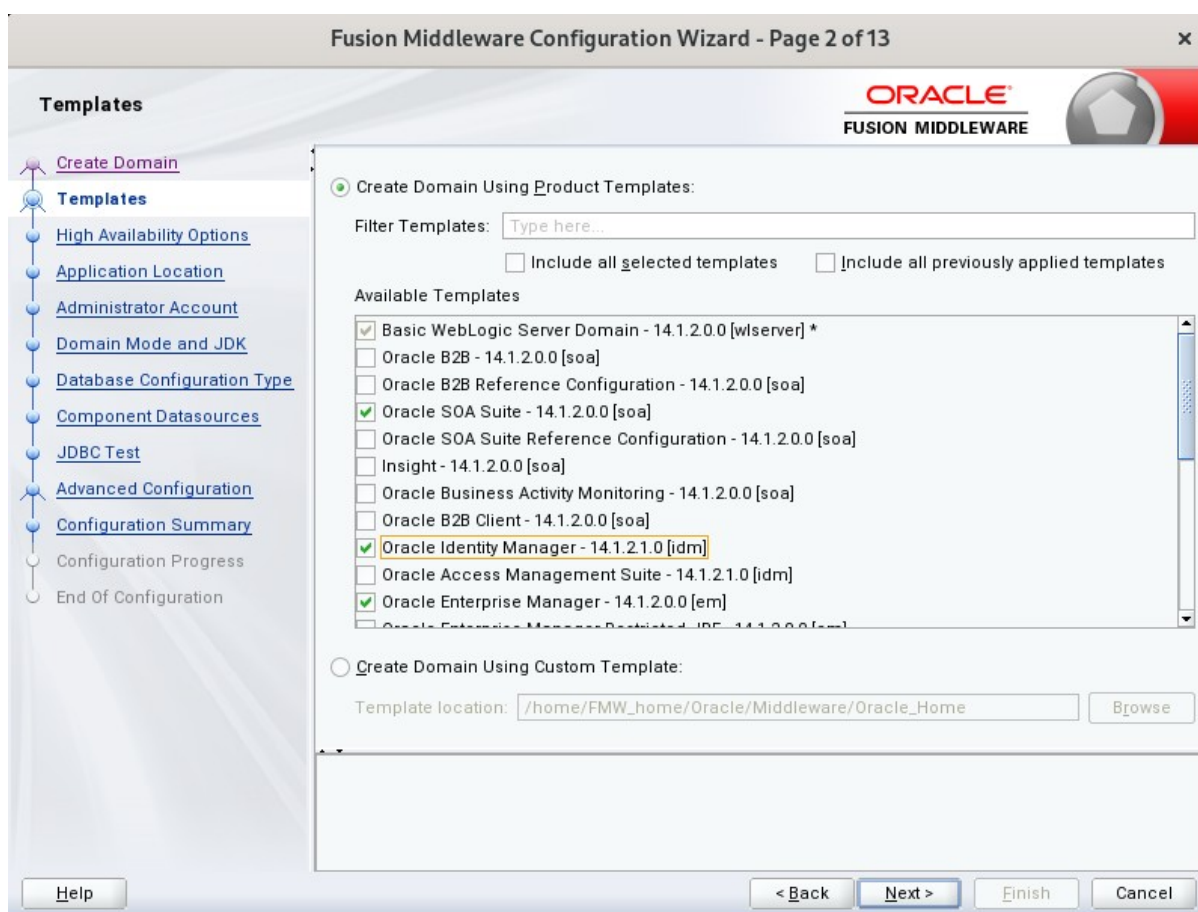 Fusion Middleware Configuration Wizard - Page 2 of 13
Templates
ORACLE
FUSION MIDDLEWARE
Create Domain
Templates
High Availability Options
Application Location
Administrator Account
Domain Mode and JDK
Database Configuration Type
Component Datasources
JDBC Test
Advanced Configuration
Configuration Summary
Configuration Progress
End Of Configuration
Create Domain Using Product Templates:
Filter Templates: Type here...
Include all selected templates Include all previously applied templates
Available Templates
Basic WebLogic Server Domain - 14.1.2.0.0 [wlserver] *
Oracle B2B - 14.1.2.0.0 [soa]
Oracle B2B Reference Configuration - 14.1.2.0.0 [soa]
Oracle SOA Suite - 14.1.2.0.0 [soa]
Oracle SOA Suite Reference Configuration - 14.1.2.0.0 [soa]
Insight - 14.1.2.0.0 [soa]
Oracle Business Activity Monitoring - 14.1.2.0.0 [soa]
Oracle B2B Client - 14.1.2.0.0 [soa]
Oracle Identity Manager - 14.1.2.1.0 [idm]
Oracle Access Management Suite - 14.1.2.1.0 [idm]
Oracle Enterprise Manager - 14.1.2.0.0 [em]
Create Domain Using Custom Template:
Template location: /home/FMW_home/Oracle/Middleware/Oracle_Home Browse
Help < Back Next > Finish Cancel